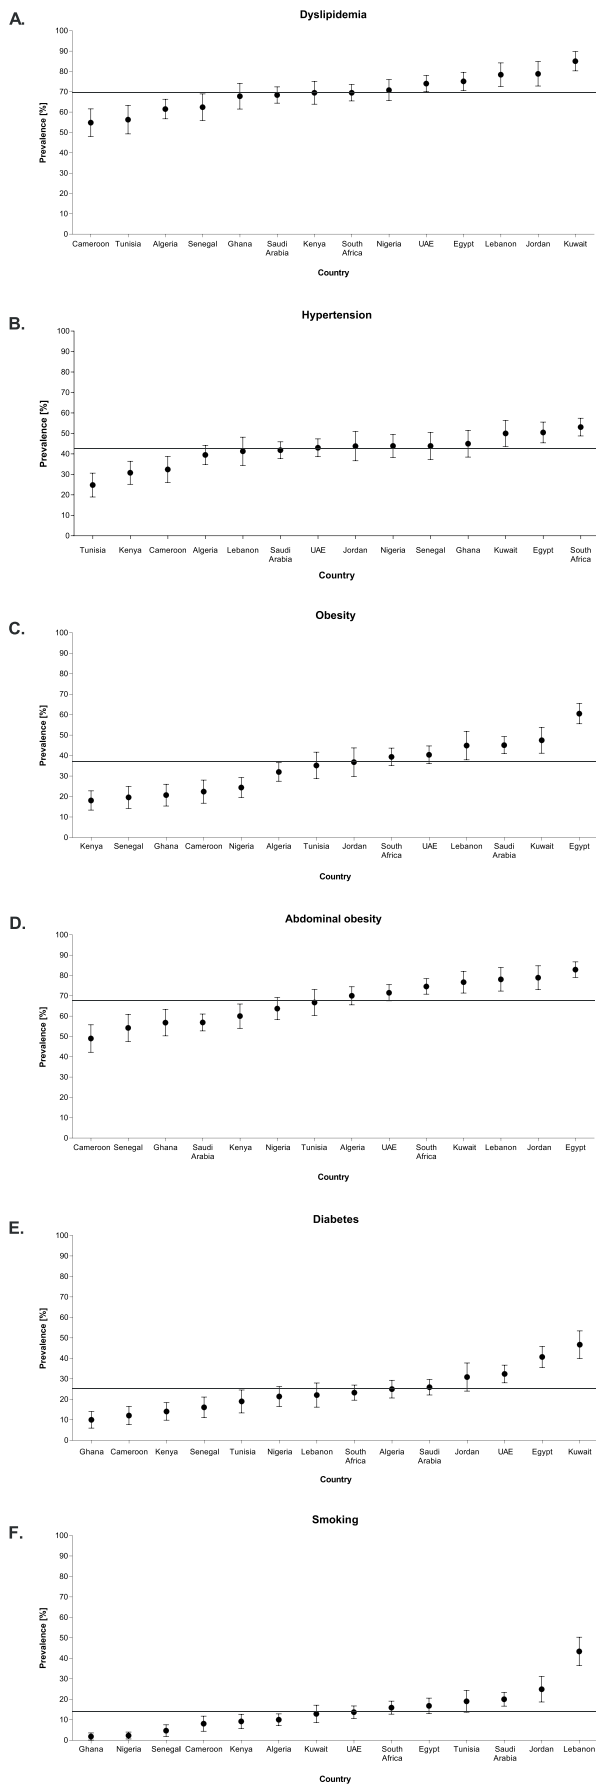 A.
Dyslipidemia
100
90
80
70
60
50
40
30
20
10
0
Prevalence [%]
Cameroon Tunisia Algeria Senegal Ghana Saudi Arabia Kenya South Africa Nigeria UAE Egypt Lebanon Jordan Kuwait
Country
B.
Hypertension
100
90
80
70
60
50
40
30
20
10
0
Prevalence [%]
Tunisia Kenya Cameroon Algeria Lebanon Saudi Arabia UAE Jordan Nigeria Senegal Ghana Kuwait Egypt South Africa
Country
C.
Obesity
100
90
80
70
60
50
40
30
20
10
0
Prevalence [%]
Kenya Senegal Ghana Cameroon Nigeria Algeria Tunisia Jordan South Africa UAE Lebanon Saudi Arabia Kuwait Egypt
Country
D.
Abdominal obesity
100
90
80
70
60
50
40
30
20
10
0
Prevalence [%]
Cameroon Senegal Ghana Saudi Arabia Kenya Nigeria Tunisia Algeria UAE South Africa Kuwait Lebanon Jordan Egypt
Country
E.
Diabetes
100
90
80
70
60
50
40
30
20
10
0
Prevalence [%]
Ghana Cameroon Kenya Senegal Tunisia Nigeria Lebanon South Africa Algeria Saudi Arabia Jordan UAE Egypt Kuwait
Country
F.
Smoking
100
90
80
70
60
50
40
30
20
10
0
Prevalence [%]
Ghana Nigeria Senegal Cameroon Kenya Algeria Kuwait UAE South Africa Egypt Tunisia Saudi Arabia Jordan Lebanon
Country